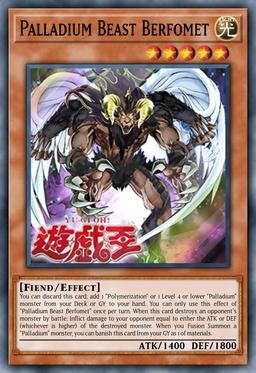 PALLADIUM BEAST BERFOMET
光
YU-GI-OH!
遊戯王
[FIEND/EFFECT]
You can discard this card; add 1 "Polymerization" or 1 Level 4 or lower "Palladium"
monster from your Deck or GY to your hand. You can only use this effect of
"Palladium Beast Berfomet" once per turn. When this card destroys an opponent's
monster by battle: Inflict damage to your opponent equal to either the ATK or DEF
(whichever is higher) of the destroyed monster. When you Fusion Summon a
"Palladium" monster, you can banish this card from your GY as 1 of materials.
ATK/1400 DEF/1800